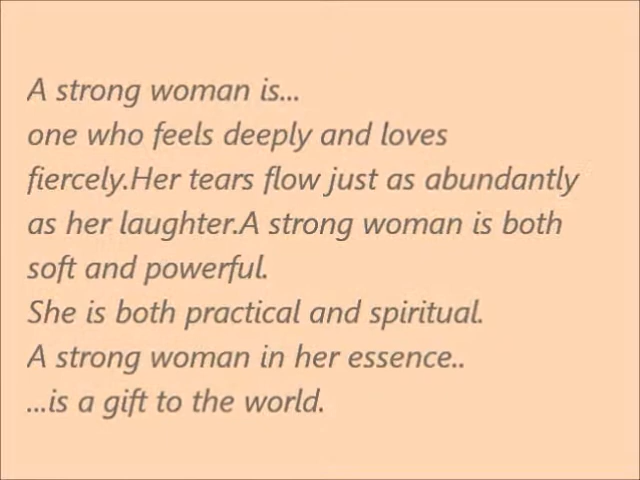 A strong woman is...
one who feels deeply and loves
fiercely.Her tears flow just as abundantly
as her laughter.A strong woman is both
soft and powerful.
She is both practical and spiritual.
A strong woman in her essence..
...is a gift to the world.